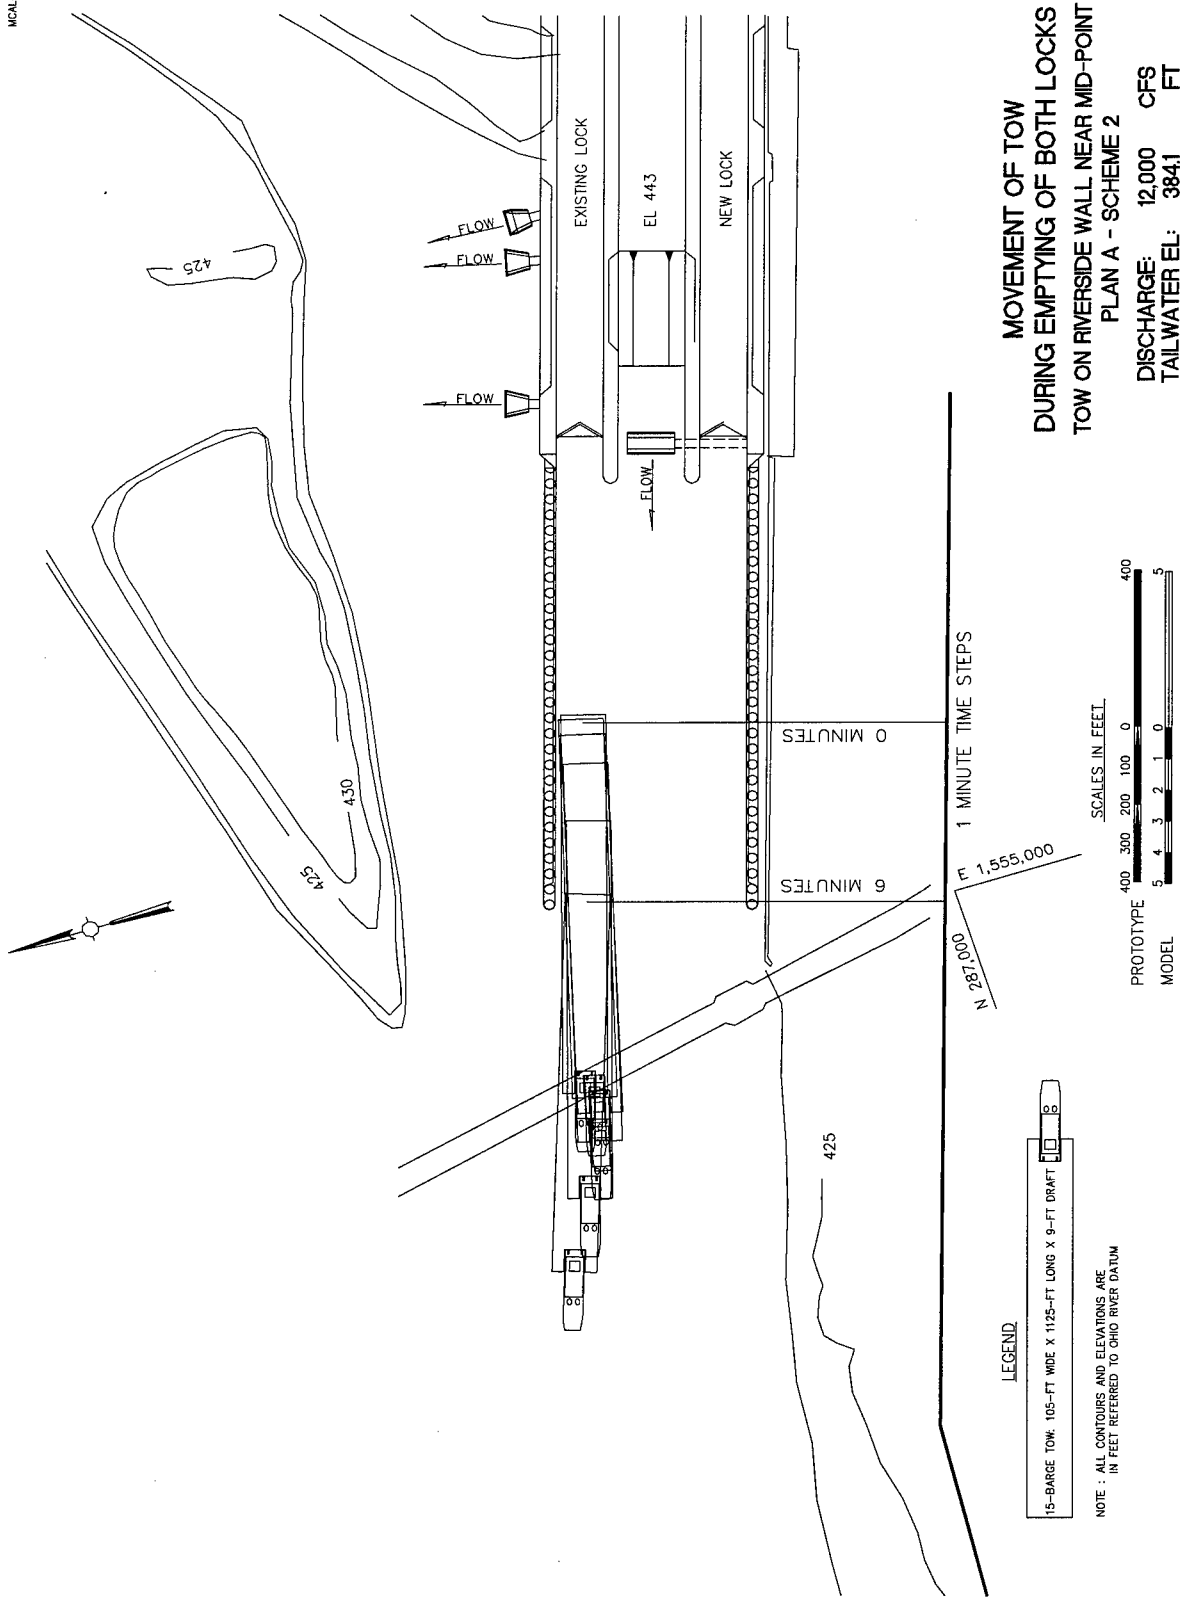 MCAL
MOVEMENT OF TOW
DURING EMPTYING OF BOTH LOCKS
TOW ON RIVERSIDE WALL NEAR MID-POINT
PLAN A - SCHEME 2
DISCHARGE: 12,000 CFS
TAILWATER EL: 384.1 FT
EXISTING LOCK
EL 443
NEW LOCK
FLOW
FLOW
FLOW
FLOW
425
430
425
425
0 MINUTES
6 MINUTES
1 MINUTE TIME STEPS
E 1,555,000
N 287,000
SCALES IN FEET
PROTOTYPE 400 300 200 100 0 400
MODEL 5 4 3 2 1 0 5
LEGEND
15-BARGE TOW: 105-FT WIDE X 1125-FT LONG X 9-FT DRAFT
NOTE : ALL CONTOURS AND ELEVATIONS ARE
IN FEET REFERRED TO OHIO RIVER DATUM